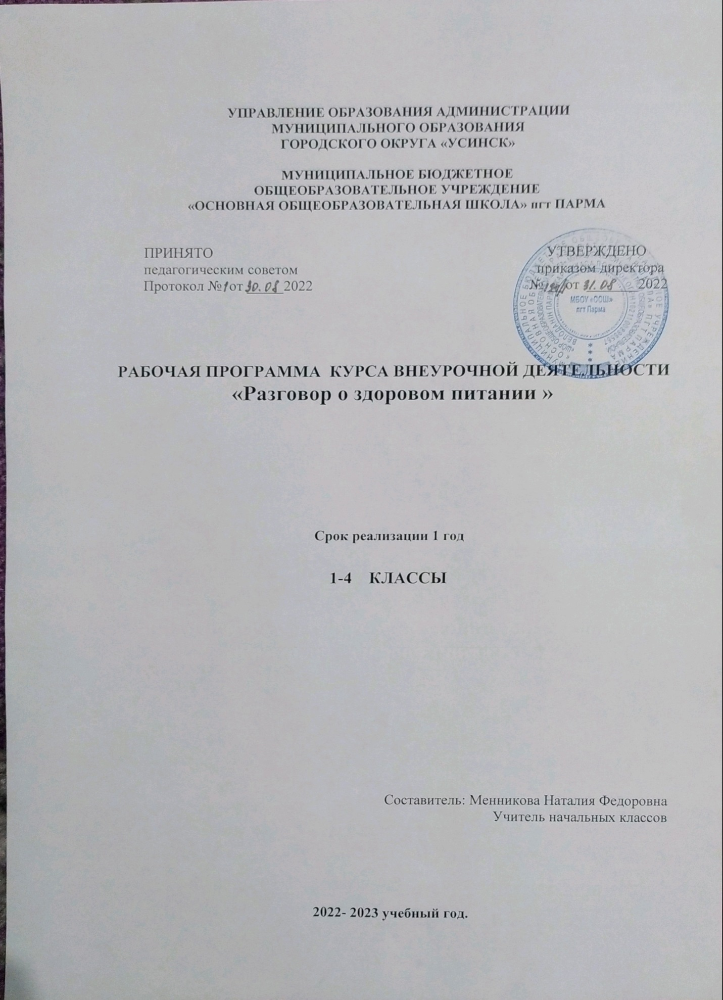 УПРАВЛЕНИЕ ОБРАЗОВАНИЯ АДМИНИСТРАЦИИ
МУНИЦИПАЛЬНОГО ОБРАЗОВАНИЯ
ГОРОДСКОГО ОКРУГА «УСИНСК»
МУНИЦИПАЛЬНОЕ БЮДЖЕТНОЕ
ОБЩЕОБРАЗОВАТЕЛЬНОЕ УЧРЕЖДЕНИЕ
«ОСНОВНАЯ ОБЩЕОБРАЗОВАТЕЛЬНАЯ ШКОЛА» пгт ПАРМА
ПРИНЯТО
педагогическим советом
Протокол №1 от 30.08 2022
УТВЕРЖДЕНО
приказом директора
№ от 31.08 2022
МБОУ «ООШ»
пгт Парма
РАБОЧАЯ ПРОГРАММА КУРСА ВНЕУРОЧНОЙ ДЕЯТЕЛЬНОСТИ
«Разговор о здоровом питании »
Срок реализации 1 год
1-4 КЛАССЫ
Составитель: Менникова Наталия Федоровна
Учитель начальных классов
2022- 2023 учебный год.